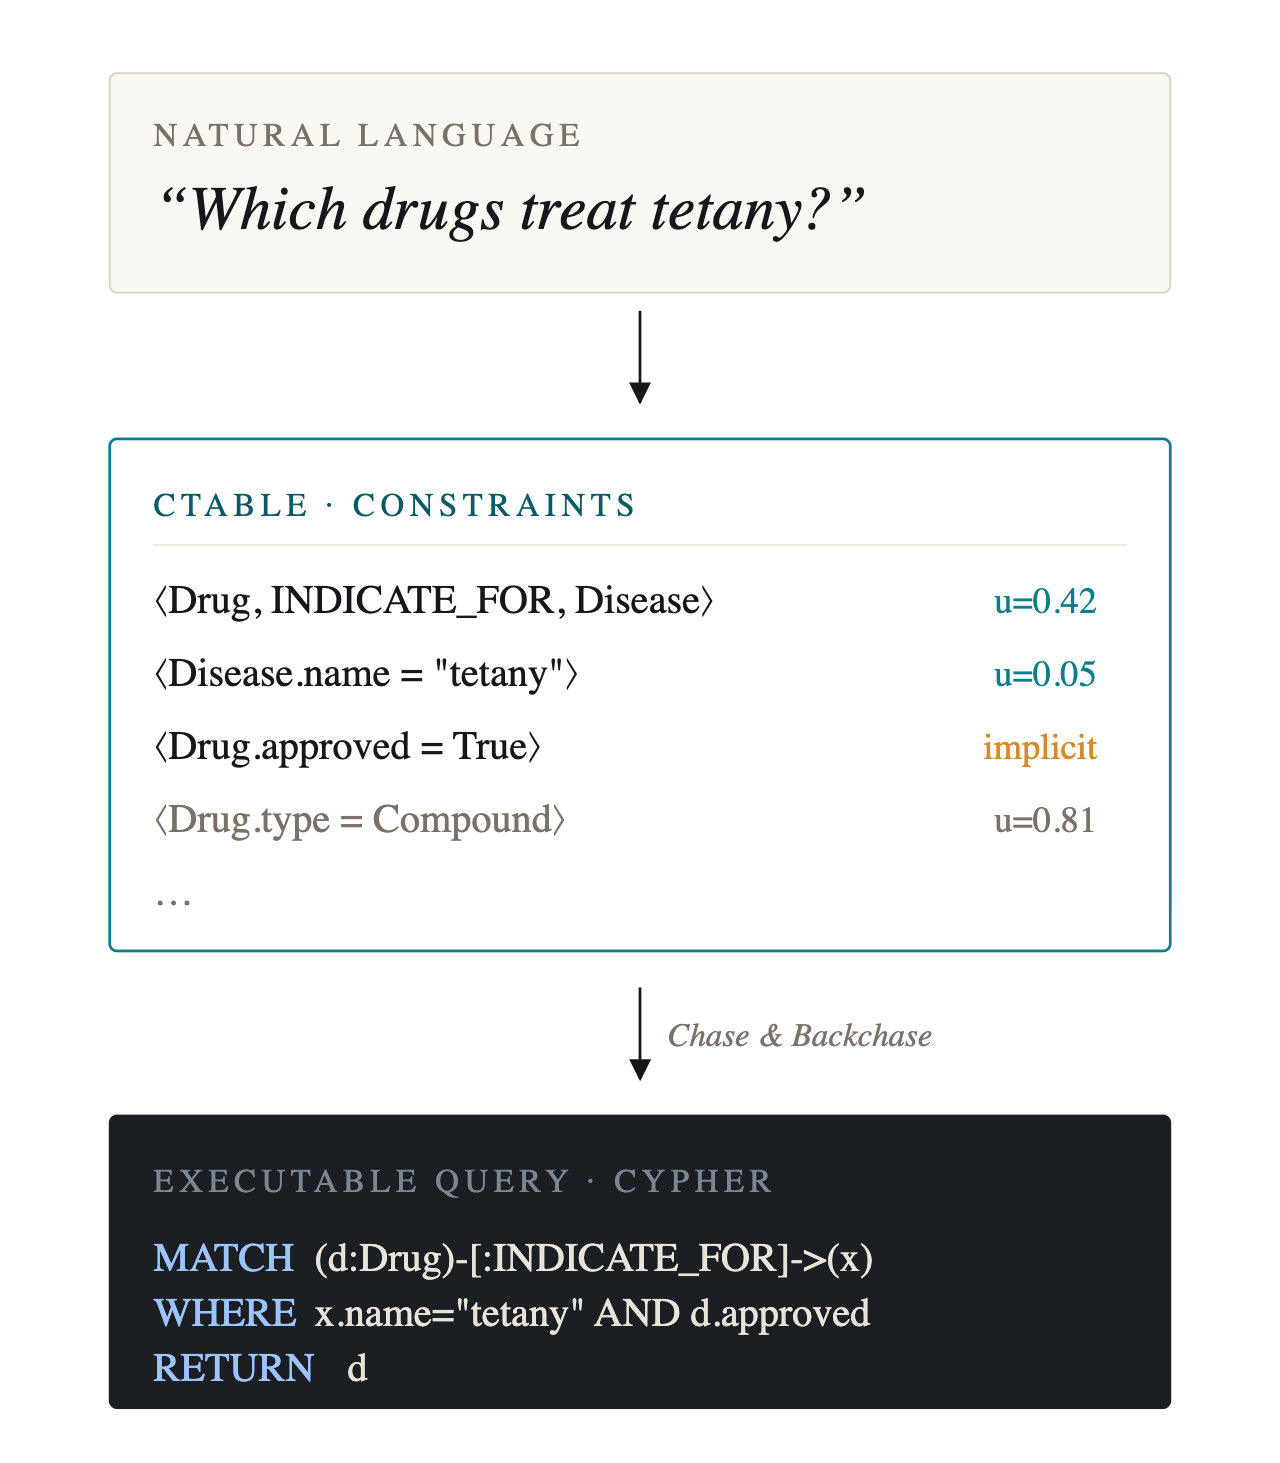 NATURAL LANGUAGE
“Which drugs treat tetany?”
CTABLE · CONSTRAINTS
⟨Drug, INDICATE_FOR, Disease⟩ u=0.42
⟨Disease.name = "tetany"⟩ u=0.05
⟨Drug.approved = True⟩ implicit
⟨Drug.type = Compound⟩ u=0.81
…
Chase & Backchase
EXECUTABLE QUERY · CYPHER
MATCH (d:Drug)-[:INDICATE_FOR]->(x)
WHERE x.name="tetany" AND d.approved
RETURN d